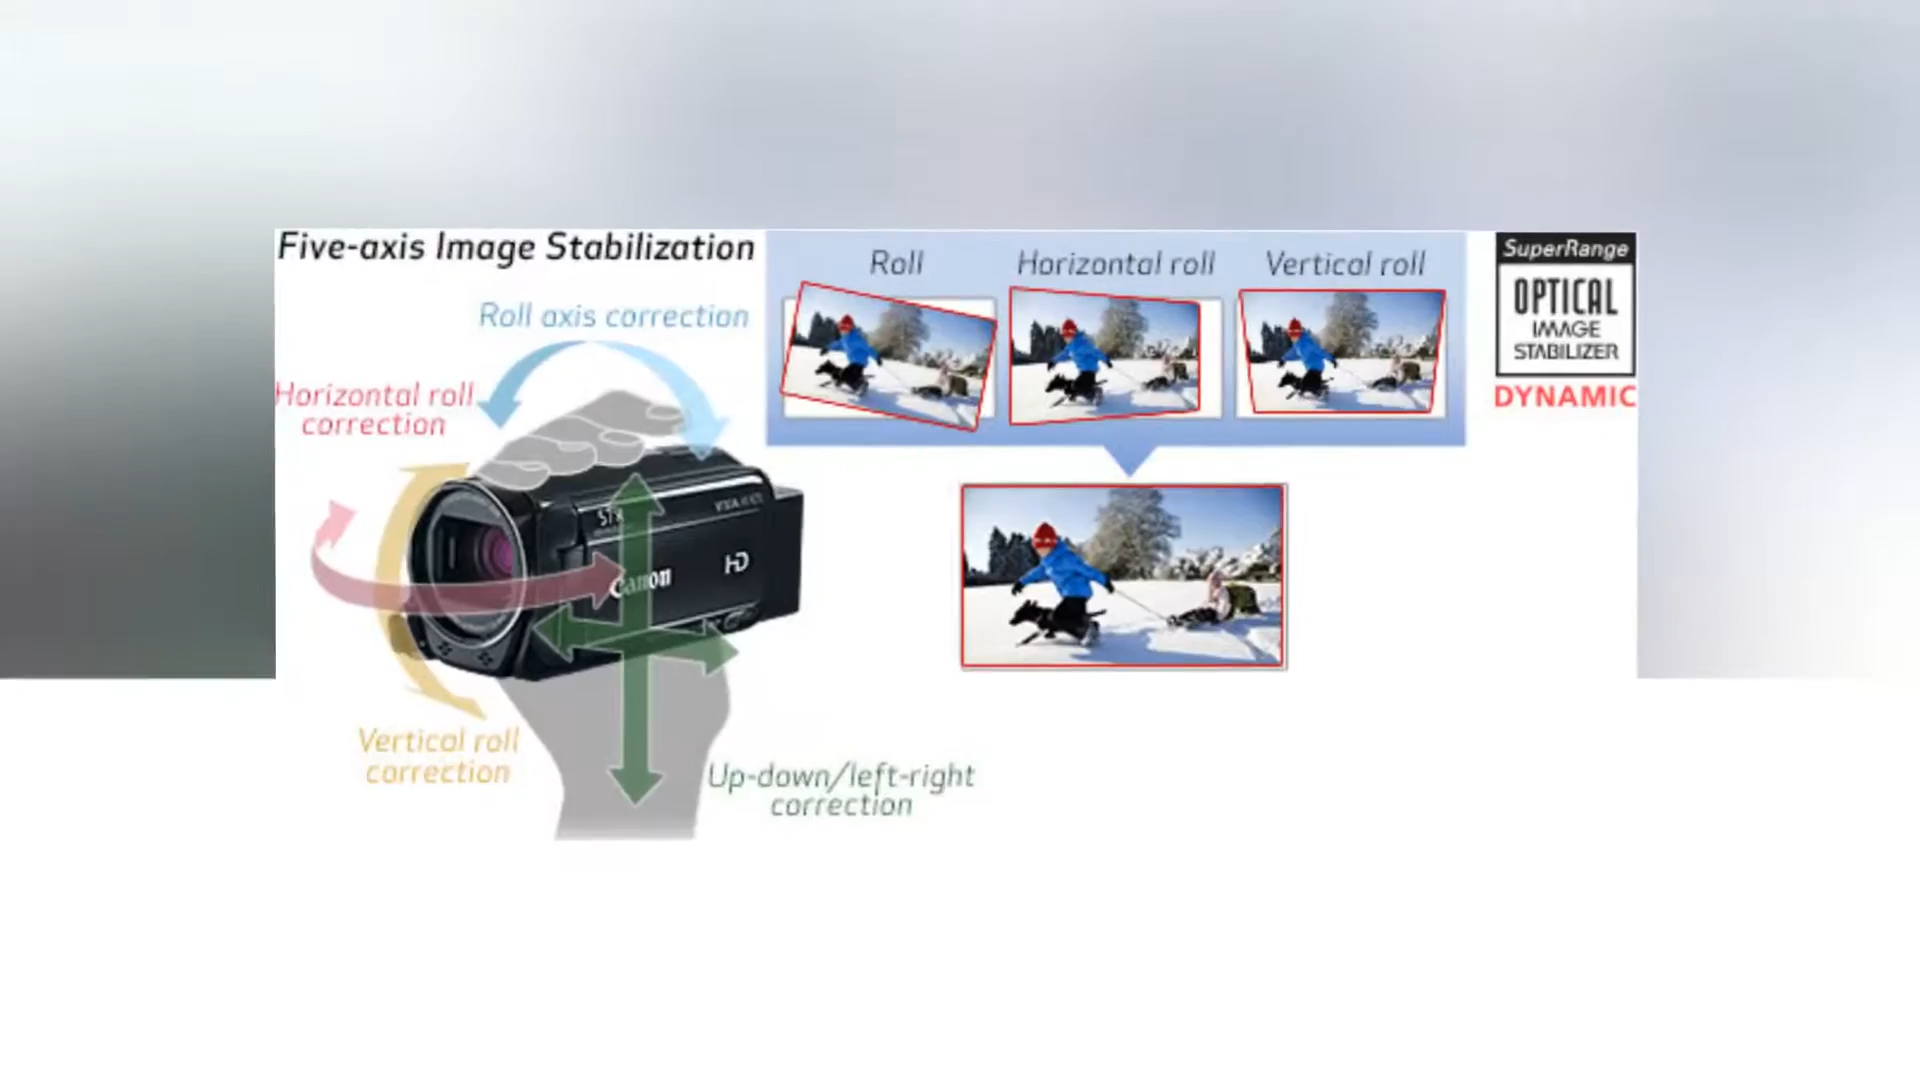 Five-axis Image Stabilization
Roll axis correction
Horizontal roll
correction
Vertical roll
correction
Up-down/left-right
correction
Canon
HD
Roll
Horizontal roll
Vertical roll
SuperRange
OPTICAL
IMAGE
STABILIZER
DYNAMIC